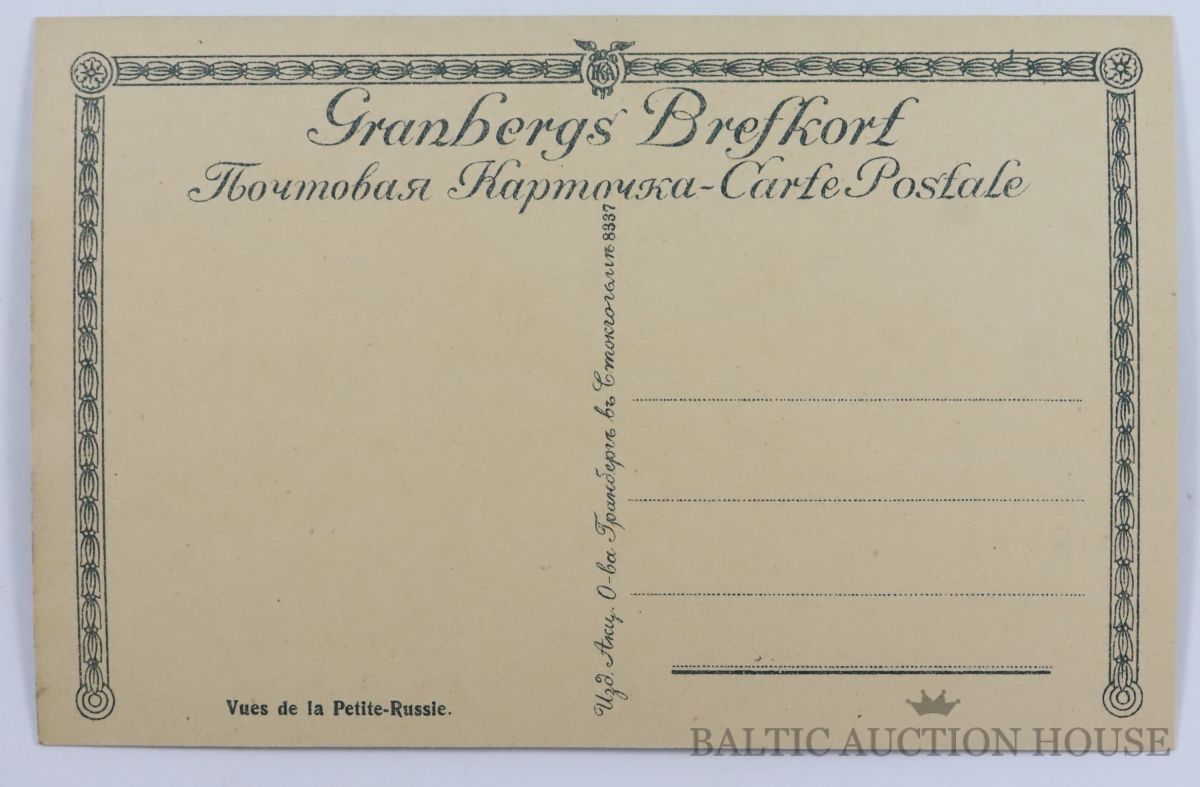 Granbergs Brefkort
Почтовая Карточка-Carte Postale
Изд. Акц. О-ва Гранбергъ въ Стокгольмѣ 8337
Vues de la Petite-Russie.
BALTIC AUCTION HOUSE